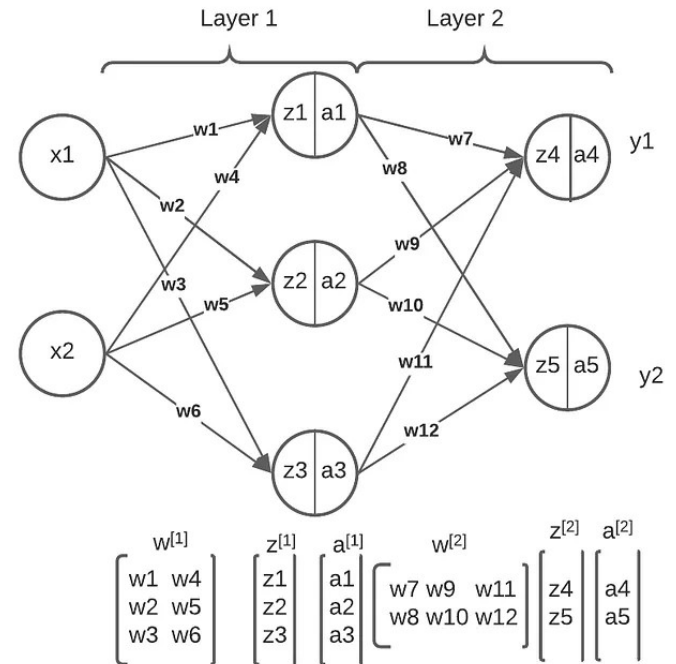 Layer 1 Layer 2
w1
z1 a1
w7
x1
w4
w8
z4 a4
y1
w2
w9
w3
z2 a2
w5
w10
x2
w11
z5 a5
y2
w6
w12
z3 a3
w[1] z[1] a[1] w[2] z[2] a[2]
w1 w4 z1 a1 w7 w9 w11 z4 a4
w2 w5 z2 a2 w8 w10 w12 z5 a5
w3 w6 z3 a3